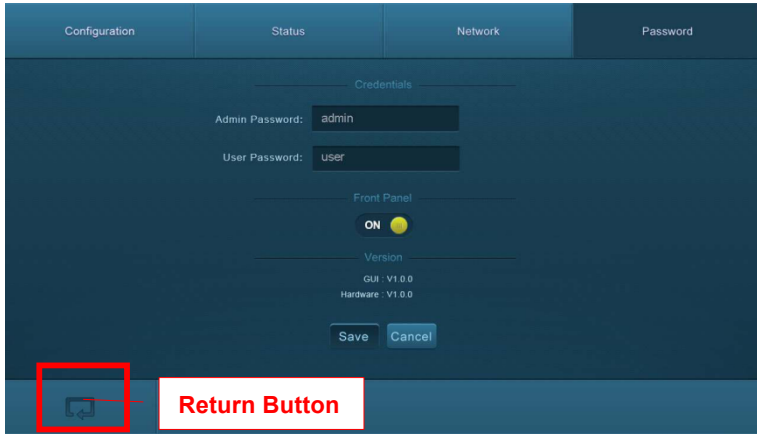 Configuration Status Network Password
Credentials
Admin Password: admin
User Password: user
Front Panel
ON
Version
GUI : V1.0.0
Hardware : V1.0.0
Save Cancel
Return Button